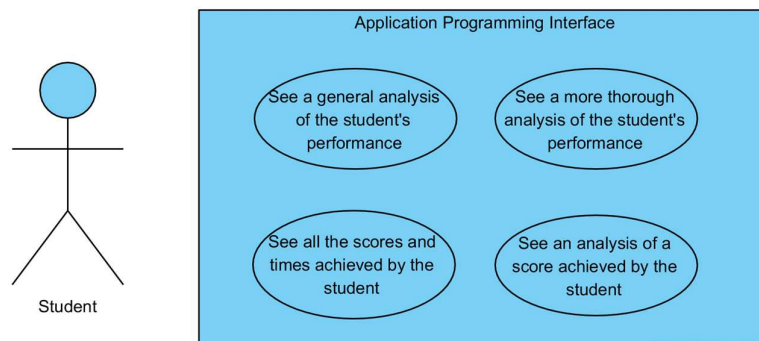 Application Programming Interface
See a general analysis
of the student's
performance
See a more thorough
analysis of the student's
performance
See all the scores and
times achieved by the
student
See an analysis of a
score achieved by the
student
Student